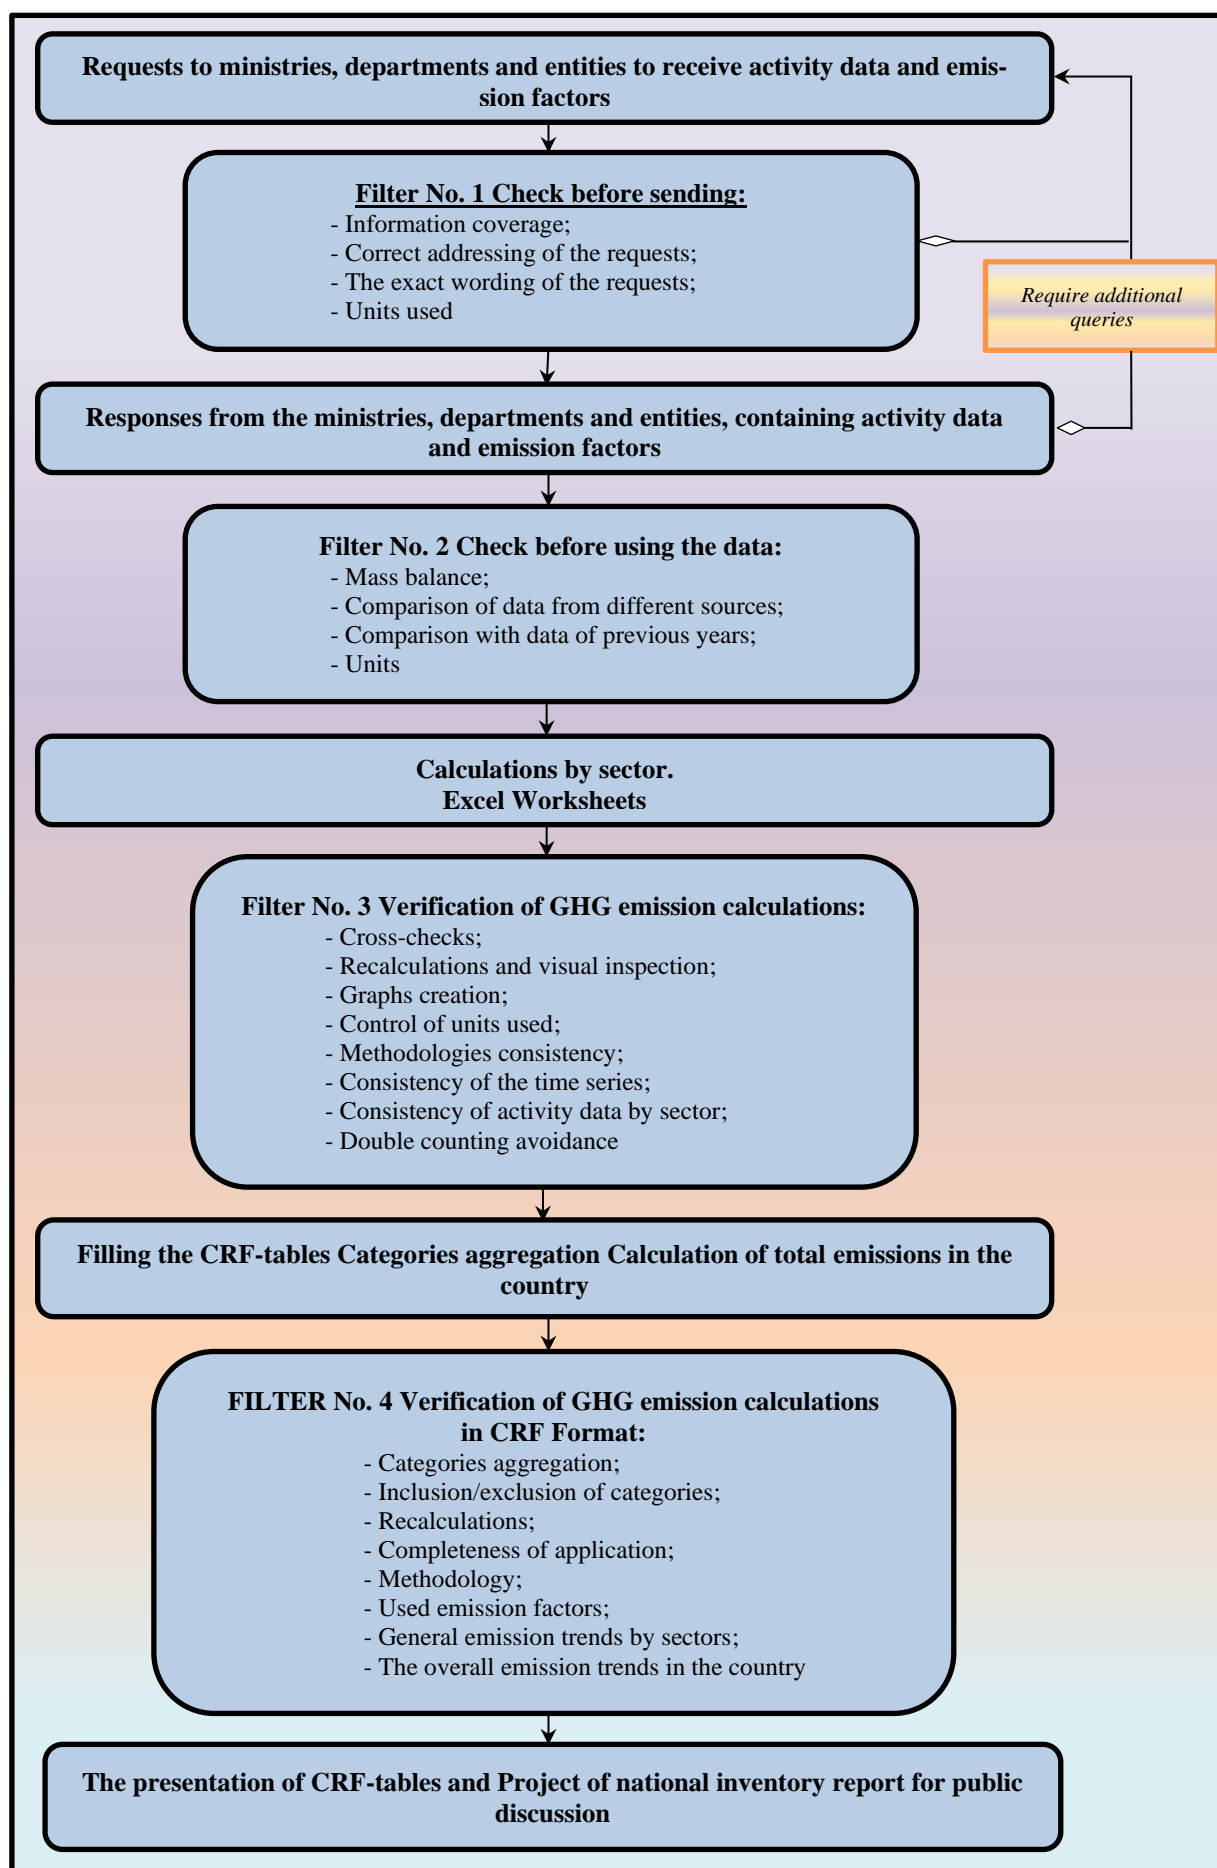 Requests to ministries, departments and entities to receive activity data and emis-
sion factors
Filter No. 1 Check before sending:
- Information coverage;
- Correct addressing of the requests;
- The exact wording of the requests;
- Units used
Require additional
queries
Responses from the ministries, departments and entities, containing activity data
and emission factors
Filter No. 2 Check before using the data:
- Mass balance;
- Comparison of data from different sources;
- Comparison with data of previous years;
- Units
Calculations by sector.
Excel Worksheets
Filter No. 3 Verification of GHG emission calculations:
- Cross-checks;
- Recalculations and visual inspection;
- Graphs creation;
- Control of units used;
- Methodologies consistency;
- Consistency of the time series;
- Consistency of activity data by sector;
- Double counting avoidance
Filling the CRF-tables Categories aggregation Calculation of total emissions in the
country
FILTER No. 4 Verification of GHG emission calculations
in CRF Format:
- Categories aggregation;
- Inclusion/exclusion of categories;
- Recalculations;
- Completeness of application;
- Methodology;
- Used emission factors;
- General emission trends by sectors;
- The overall emission trends in the country
The presentation of CRF-tables and Project of national inventory report for public
discussion